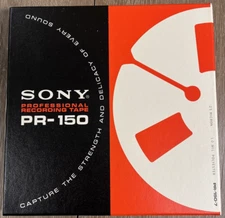 SONY
PROFESSIONAL
RECORDING TAPE
PR-150
CAPTURE THE STRENGTH AND DELICACY OF EVERY SOUND